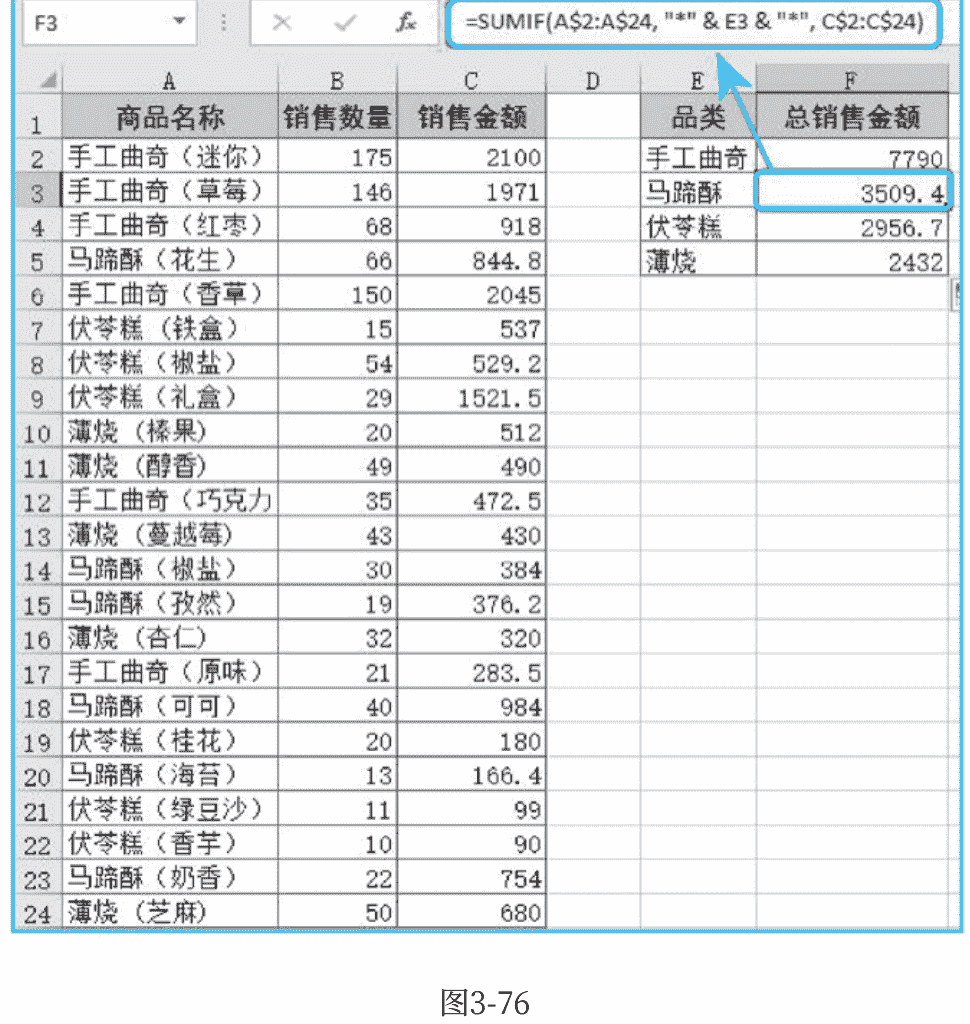 F3 fx =SUMIF(A$2:A$24, "*" & E3 & "*", C$2:C$24)
A B C D E F
1 商品名称 销售数量 销售金额 品类 总销售金额
2 手工曲奇（迷你） 175 2100 手工曲奇 7790
3 手工曲奇（草莓） 146 1971 马蹄酥 3509.4
4 手工曲奇（红枣） 68 918 伏苓糕 2956.7
5 马蹄酥（花生） 66 844.8 薄烧 2432
6 手工曲奇（香草） 150 2045
7 伏苓糕（铁盒） 15 537
8 伏苓糕（椒盐） 54 529.2
9 伏苓糕（礼盒） 29 1521.5
10 薄烧（榛果） 20 512
11 薄烧（醇香） 49 490
12 手工曲奇（巧克力 35 472.5
13 薄烧（蔓越莓） 43 430
14 马蹄酥（椒盐） 30 384
15 马蹄酥（孜然） 19 376.2
16 薄烧（杏仁） 32 320
17 手工曲奇（原味） 21 283.5
18 马蹄酥（可可） 40 984
19 伏苓糕（桂花） 20 180
20 马蹄酥（海苔） 13 166.4
21 伏苓糕（绿豆沙） 11 99
22 伏苓糕（香芋） 10 90
23 马蹄酥（奶香） 22 754
24 薄烧（芝麻） 50 680
图3-76